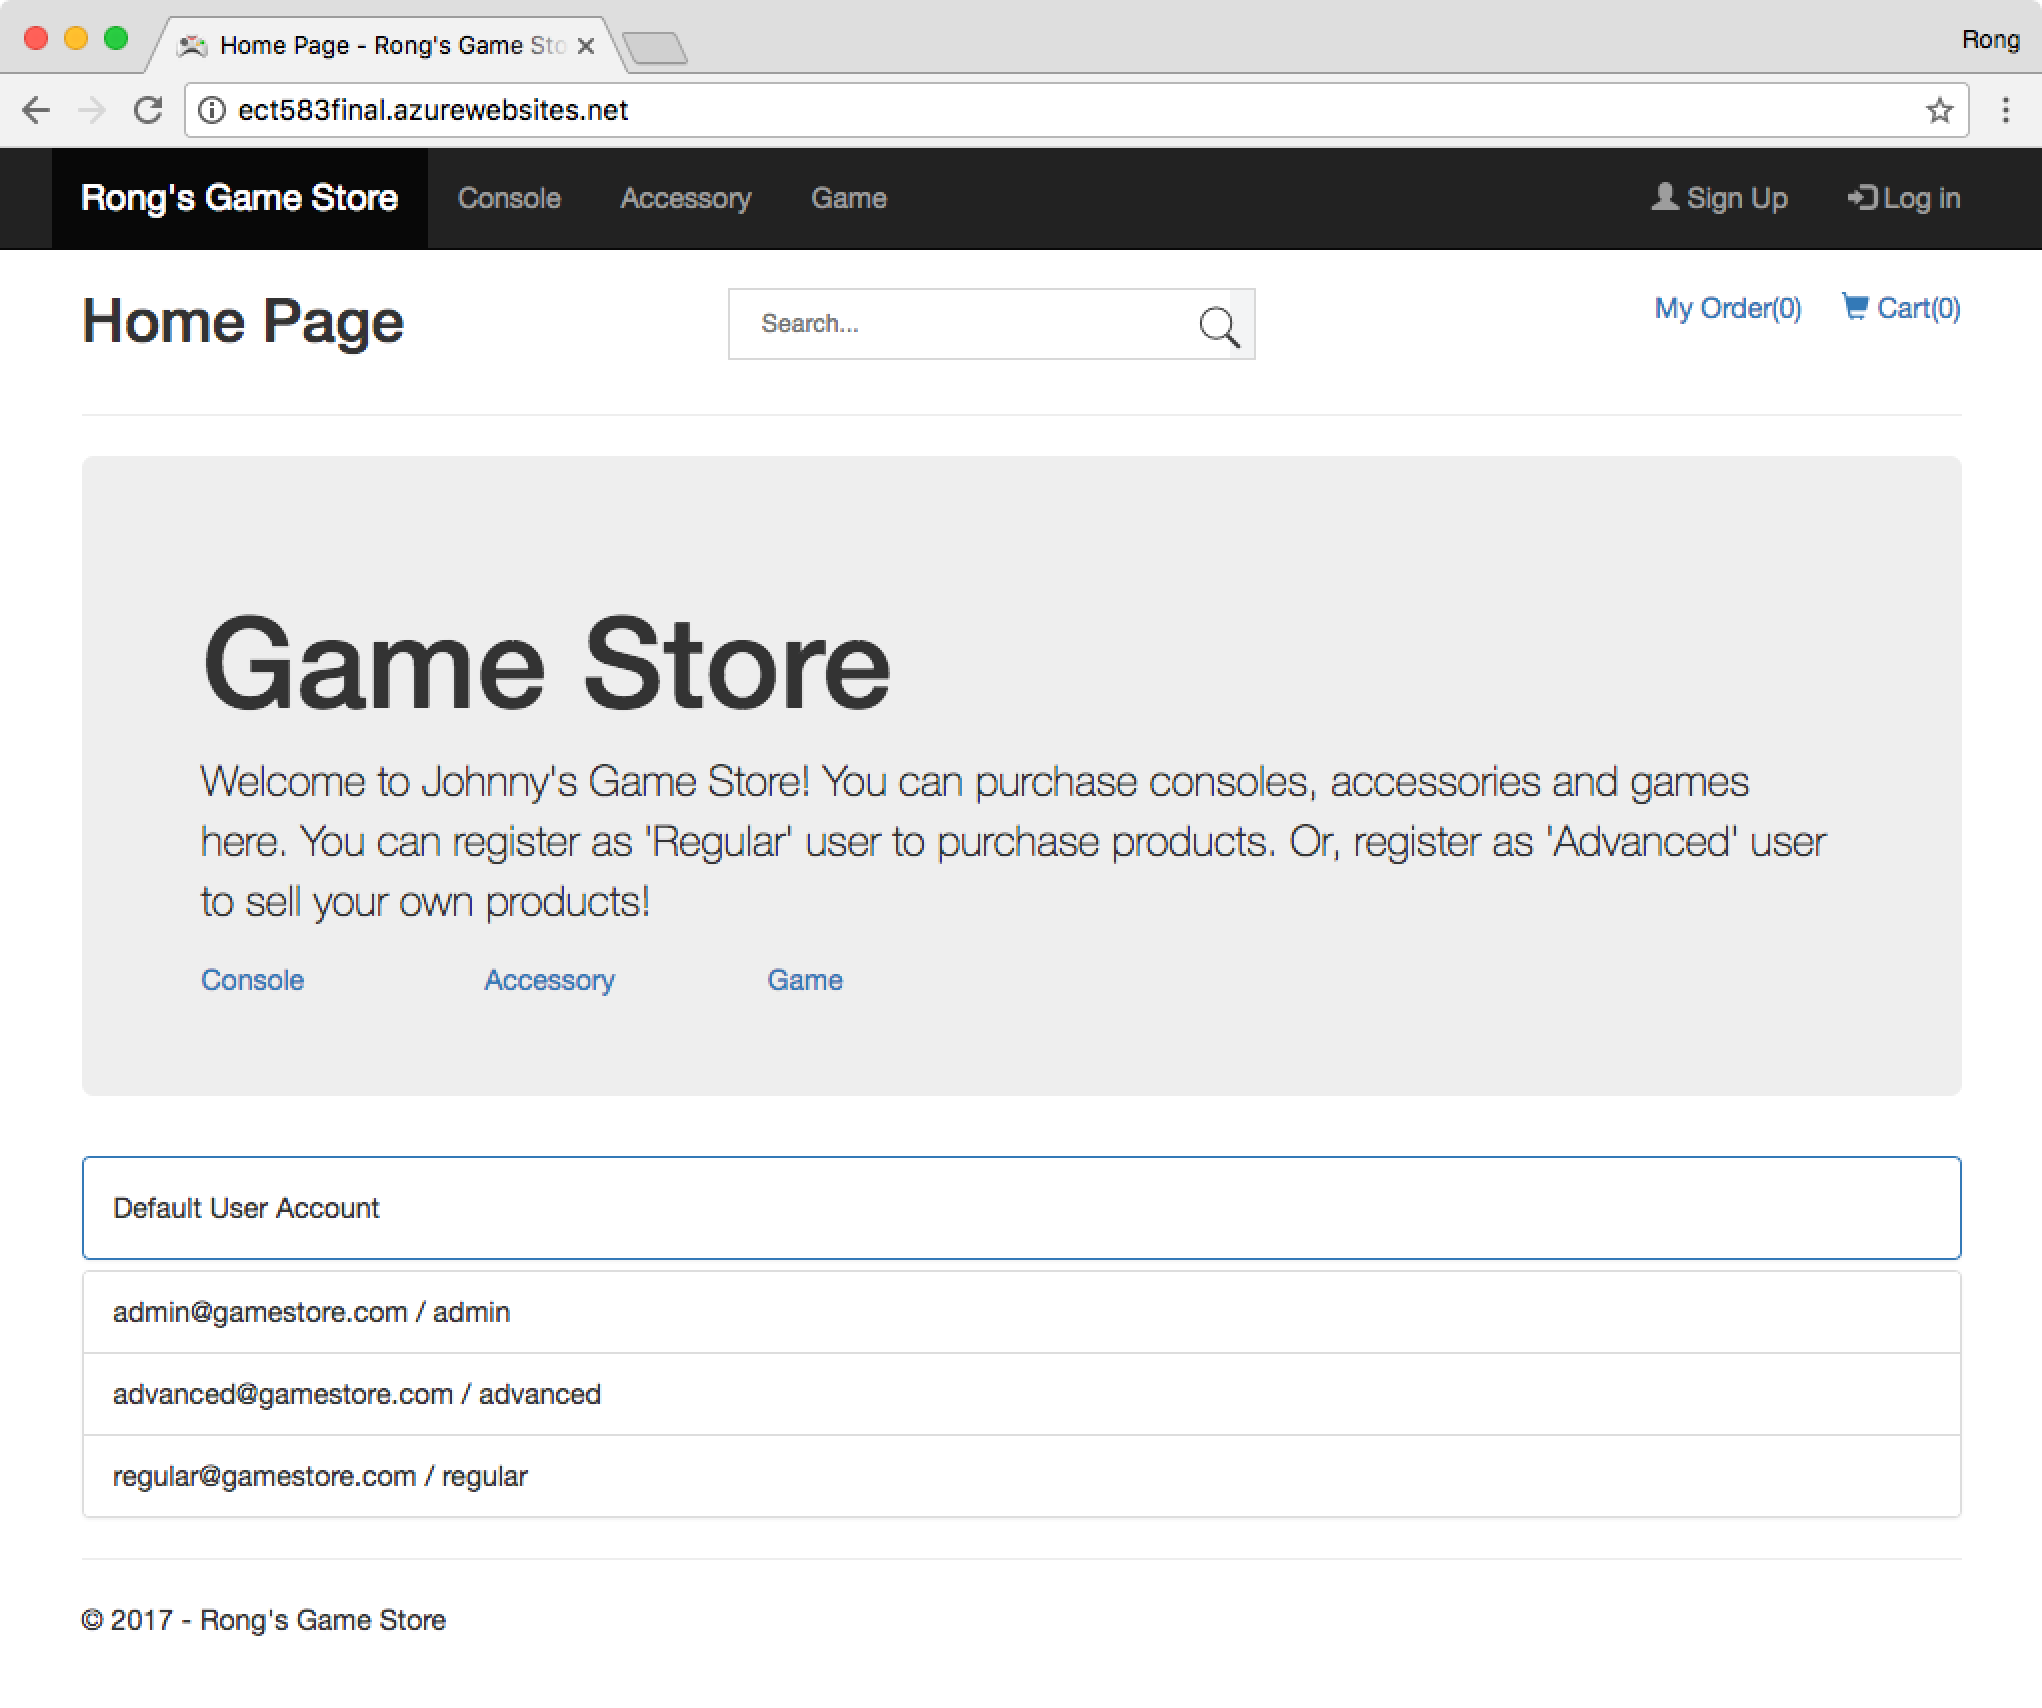 Home Page - Rong's Game Sto
Rong
ect583final.azurewebsites.net
Rong's Game Store Console Accessory Game Sign Up Log in
Home Page Search... My Order(0) Cart(0)
Game Store
Welcome to Johnny's Game Store! You can purchase consoles, accessories and games
here. You can register as 'Regular' user to purchase products. Or, register as 'Advanced' user
to sell your own products!
Console Accessory Game
Default User Account
admin@gamestore.com / admin
advanced@gamestore.com / advanced
regular@gamestore.com / regular
© 2017 - Rong's Game Store